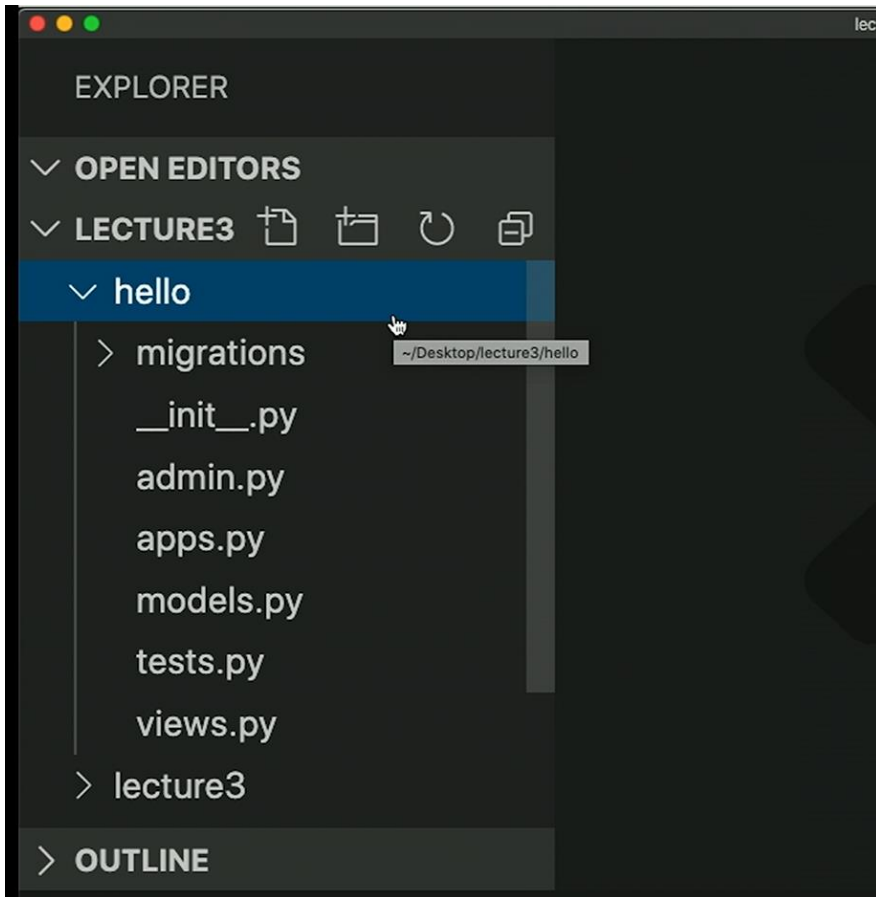 lec
EXPLORER
OPEN EDITORS
LECTURE3
hello
migrations
~/Desktop/lecture3/hello
__init__.py
admin.py
apps.py
models.py
tests.py
views.py
lecture3
OUTLINE